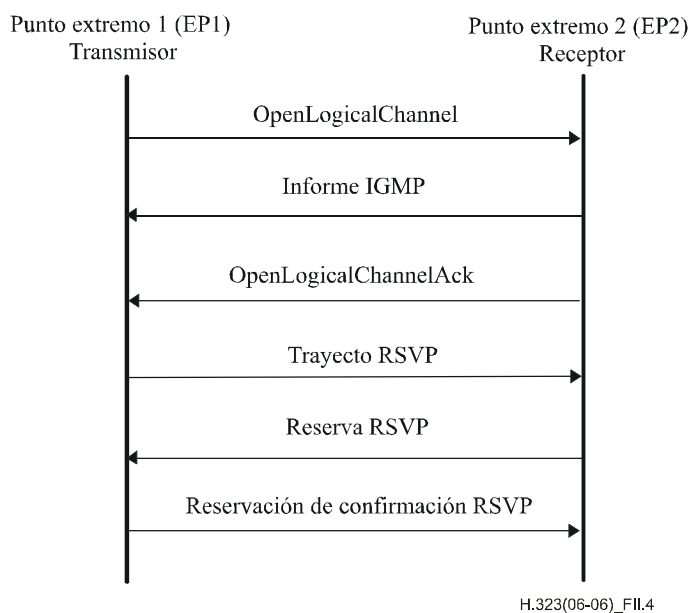 Punto extremo 1 (EP1)
Transmisor
Punto extremo 2 (EP2)
Receptor
OpenLogicalChannel
Informe IGMP
OpenLogicalChannelAck
Trayecto RSVP
Reserva RSVP
Reservación de confirmación RSVP
H.323(06-06)_FII.4